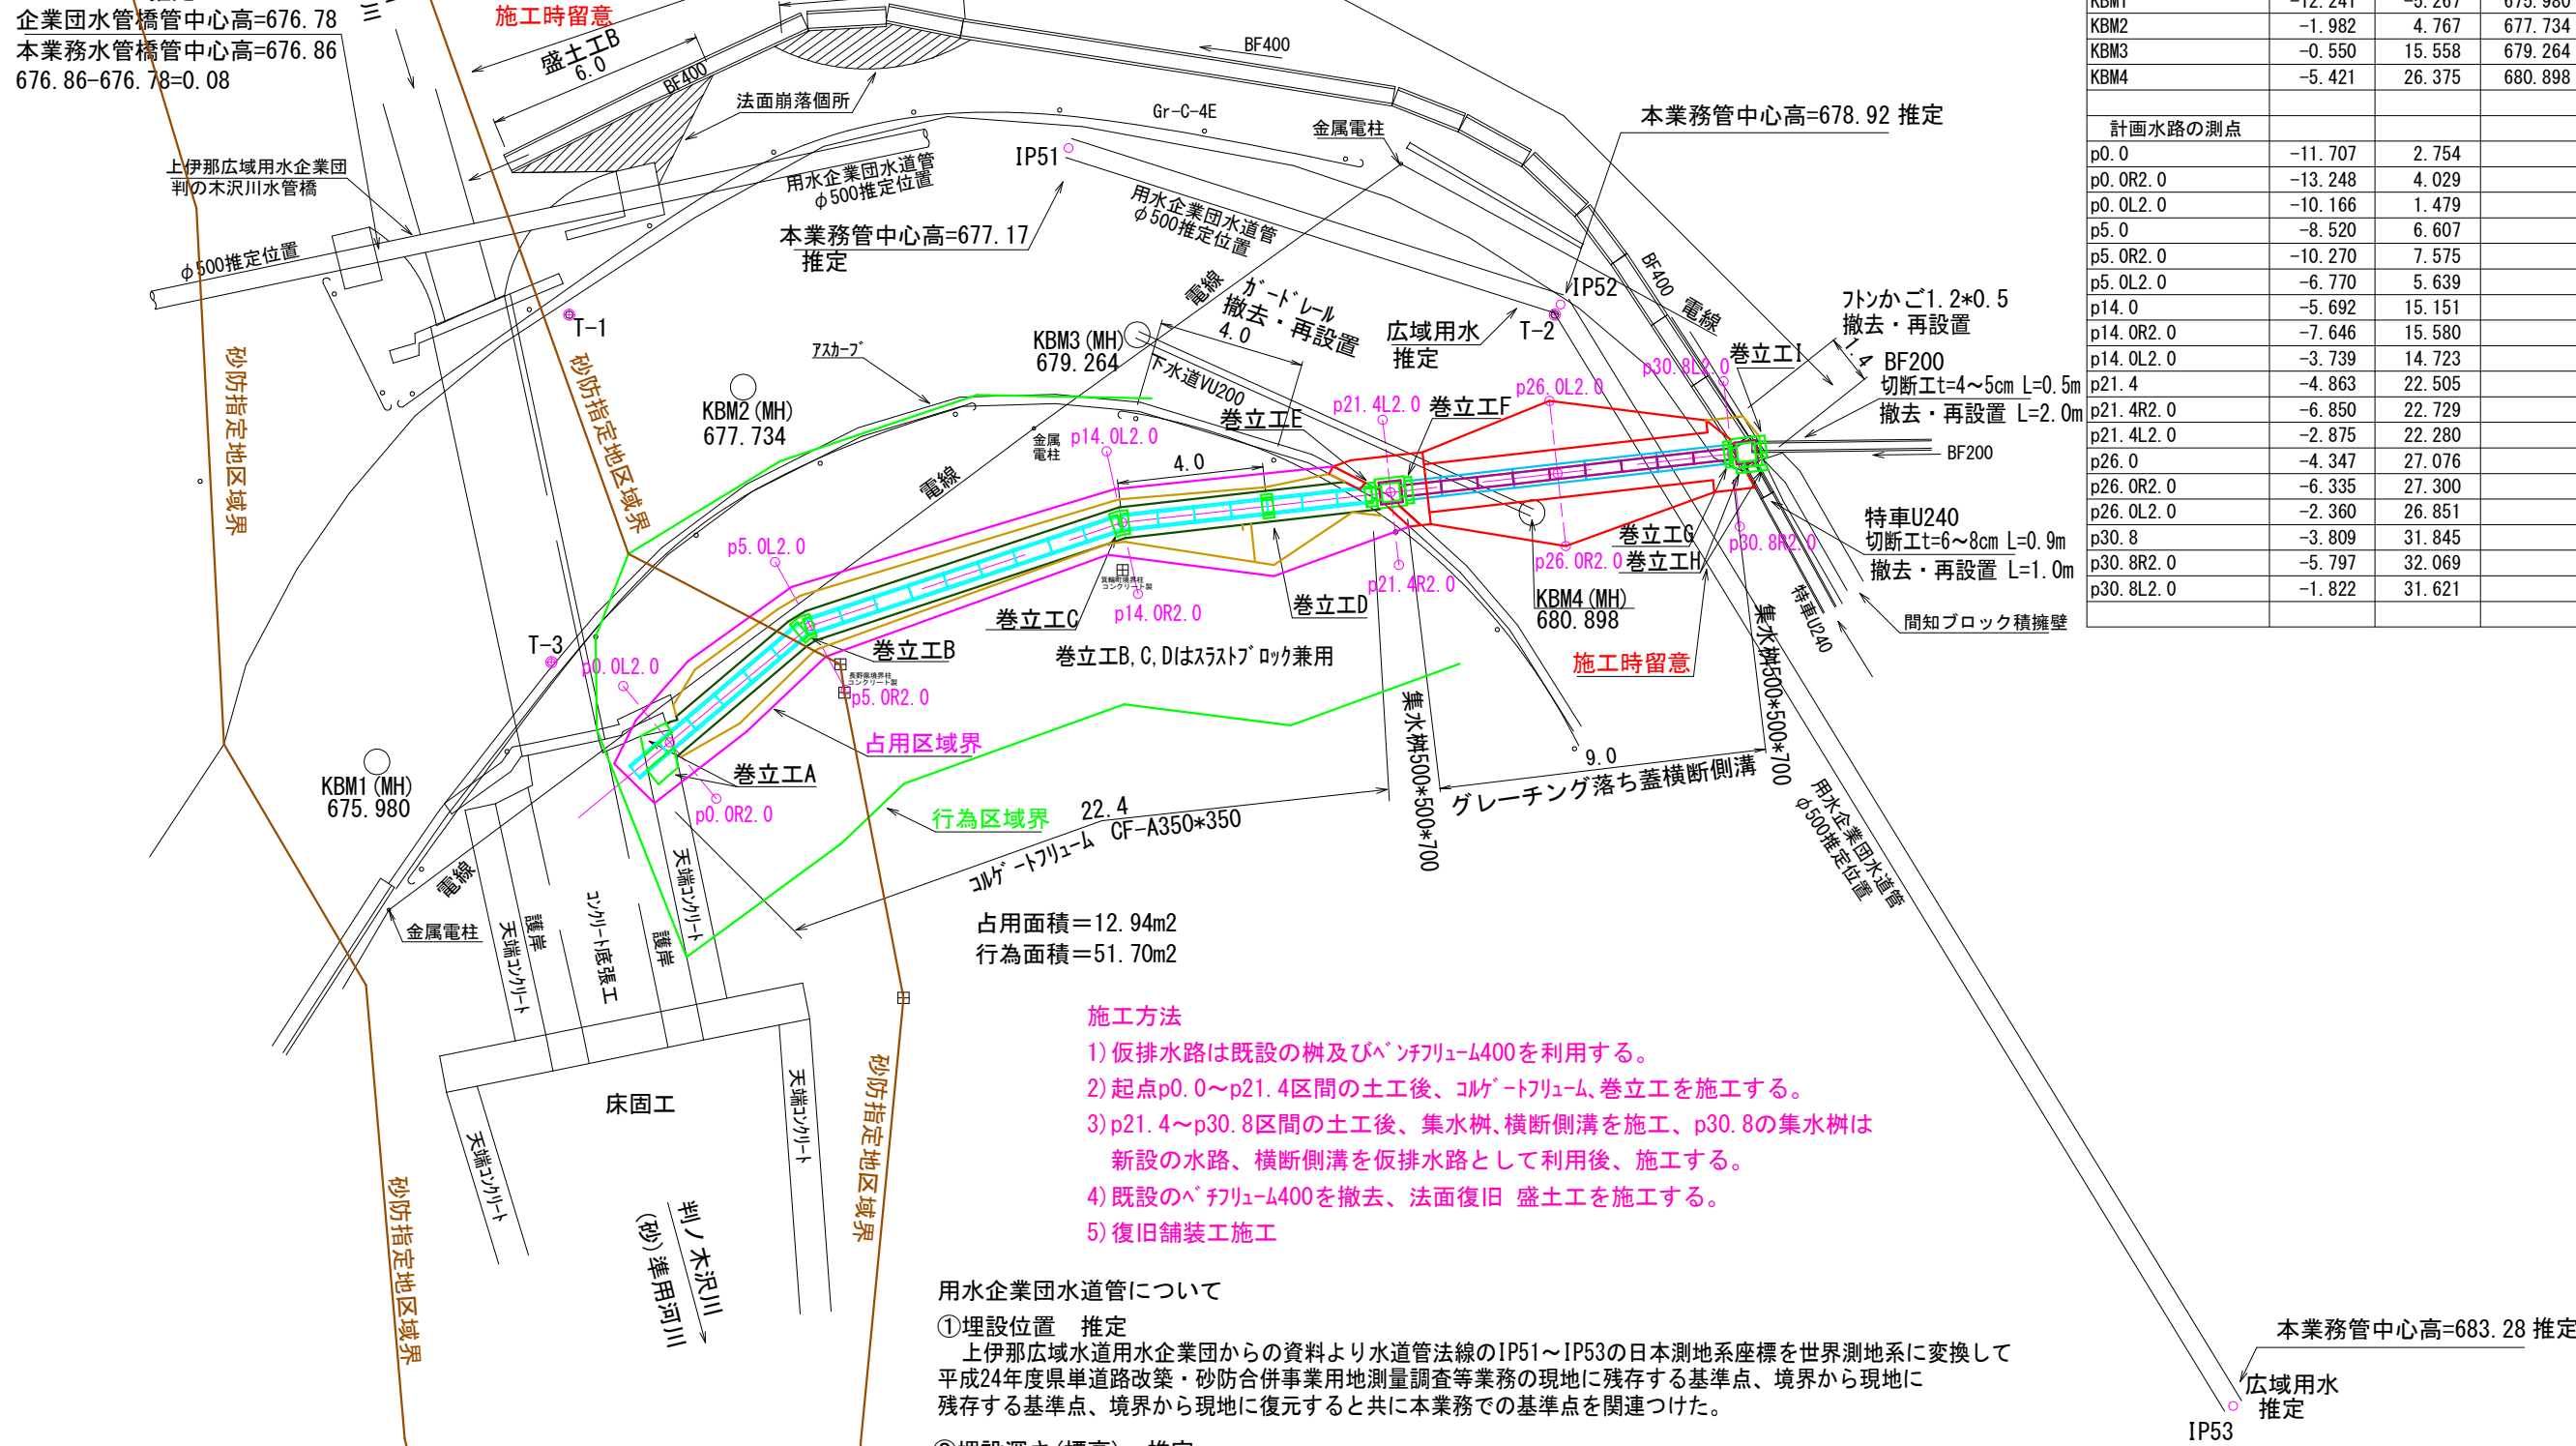 企業団水管橋管中心高=676.78
本業務水管橋管中心高=676.86
676.86-676.78=0.08
施工時留意
盛土工B
6.0
BF400
法面崩落個所
BF400
Gr-C-4E
金属電柱
本業務管中心高=678.92 推定
上伊那広域用水企業団
判の木沢川水管橋
用水企業団水道管
φ500推定位置
IP51
用水企業団水道管
φ500推定位置
本業務管中心高=677.17
推定
φ500推定位置
BF400
電線
IP52
T-2
T-1
電線
ガードレール
撤去・再設置
4.0
広域用水
推定
フトンかご1.2*0.5
撤去・再設置
1.4
BF200
切断工t=4~5cm L=0.5m
撤去・再設置 L=2.0m
BF200
KBM3(MH)
679.264
下水道VU200
アスカーブ
KBM2(MH)
677.734
砂防指定地区域界
砂防指定地区域界
巻立工I
p30.8L2.0
p26.0L2.0
p21.4L2.0
巻立工F
巻立工E
金属
電柱
p14.0L2.0
4.0
電線
特車U240
切断工t=6~8cm L=0.9m
撤去・再設置 L=1.0m
巻立工G
巻立工H
p30.8R2.0
p26.0R2.0
p21.4R2.0
KBM4(MH)
680.898
間知ブロック積擁壁
特車U240
p5.0L2.0
箕輪町境界柱
コンクリート製
p14.0R2.0
巻立工C
巻立工D
巻立工B,C,Dはスラストブロック兼用
施工時留意
T-3
p0.0L2.0
巻立工B
長野県境界柱
コンクリート製
p5.0R2.0
占用区域界
巻立工A
p0.0R2.0
KBM1(MH)
675.980
行為区域界
22.4
コルゲートフリューム CF-A350*350
集水桝500*500*700
9.0
グレーチング落ち蓋横断側溝
集水桝500*500*700
用水企業団水道管
φ500推定位置
電線
金属電柱
天端コンクリート
護岸
コンクリート底張工
護岸
天端コンクリート
占用面積=12.94m2
行為面積=51.70m2
施工方法
1)仮排水路は既設の桝及びベンチフリューム400を利用する。
2)起点p0.0~p21.4区間の土工後、コルゲートフリューム、巻立工を施工する。
3)p21.4~p30.8区間の土工後、集水桝、横断側溝を施工、p30.8の集水桝は
新設の水路、横断側溝を仮排水路として利用後、施工する。
4)既設のベチフリューム400を撤去、法面復旧 盛土工を施工する。
5)復旧舗装工施工
床固工
天端コンクリート
天端コンクリート
砂防指定地区域界
砂防指定地区域界
判ノ木沢川
(砂)準用河川
用水企業団水道管について
①埋設位置 推定
上伊那広域水道用水企業団からの資料より水道管法線のIP51~IP53の日本測地系座標を世界測地系に変換して
平成24年度県単道路改築・砂防合併事業用地測量調査等業務の現地に残存する基準点、境界から現地に
残存する基準点、境界から現地に復元すると共に本業務での基準点を関連つけた。
②埋設深さ(標高) 推定
本業務管中心高=683.28 推定
広域用水
推定
IP53
KBM1 -12.241 -5.267 675.980
KBM2 -1.982 4.767 677.734
KBM3 -0.550 15.558 679.264
KBM4 -5.421 26.375 680.898
計画水路の測点
p0.0 -11.707 2.754
p0.0R2.0 -13.248 4.029
p0.0L2.0 -10.166 1.479
p5.0 -8.520 6.607
p5.0R2.0 -10.270 7.575
p5.0L2.0 -6.770 5.639
p14.0 -5.692 15.151
p14.0R2.0 -7.646 15.580
p14.0L2.0 -3.739 14.723
p21.4 -4.863 22.505
p21.4R2.0 -6.850 22.729
p21.4L2.0 -2.875 22.280
p26.0 -4.347 27.076
p26.0R2.0 -6.335 27.300
p26.0L2.0 -2.360 26.851
p30.8 -3.809 31.845
p30.8R2.0 -5.797 32.069
p30.8L2.0 -1.822 31.621